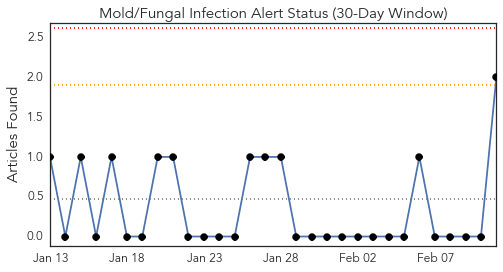 Mold/Fungal Infection Alert Status (30-Day Window)
Articles Found
2.5
2.0
1.5
1.0
0.5
0.0
Jan 13
Jan 18
Jan 23
Jan 28
Feb 02
Feb 07